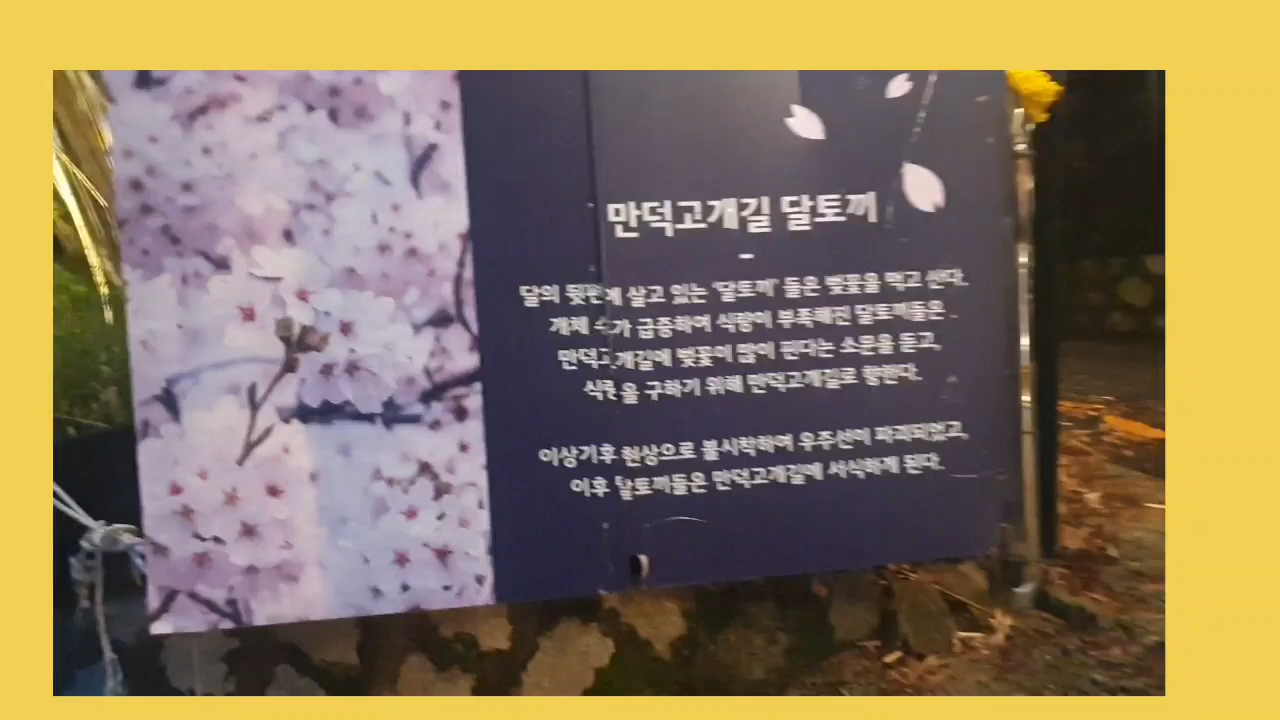 만덕고개길 달토끼
달의 뒷편에 살고 있는 '달토끼' 들은 벚꽃을 먹고 산다.
개체 수가 급증하여 식량이 부족해진 달토끼들은
만덕고개길에 벚꽃이 많이 핀다는 소문을 듣고,
식량을 구하기 위해 만덕고개길로 향한다.
이상기후 현상으로 불시착하여 우주선이 파괴되었고,
이후 달토끼들은 만덕고개길에 서식하게 된다.